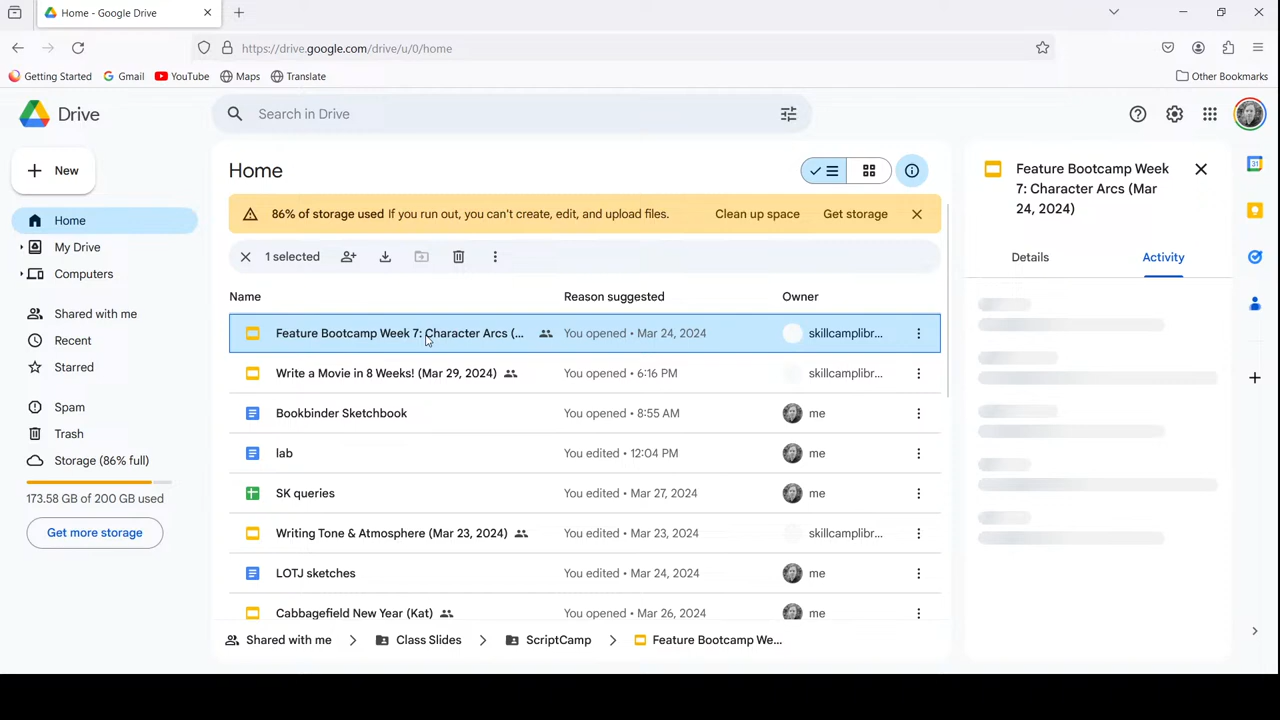 Home - Google Drive
https://drive.google.com/drive/u/0/home
Getting Started
Gmail
YouTube
Maps
Translate
Other Bookmarks
Drive
Search in Drive
New
Home
My Drive
Computers
Shared with me
Recent
Starred
Spam
Trash
Storage (86% full)
173.58 GB of 200 GB used
Get more storage
Home
86% of storage used If you run out, you can't create, edit, and upload files.
Clean up space
Get storage
1 selected
Name Reason suggested Owner
Feature Bootcamp Week 7: Character Arcs (... You opened • Mar 24, 2024 skillcamplibr...
Write a Movie in 8 Weeks! (Mar 29, 2024) You opened • 6:16 PM skillcamplibr...
Bookbinder Sketchbook You opened • 8:55 AM me
lab You edited • 12:04 PM me
SK queries You edited • Mar 27, 2024 me
Writing Tone & Atmosphere (Mar 23, 2024) You edited • Mar 23, 2024 skillcamplibr...
LOTJ sketches You edited • Mar 24, 2024 me
Cabbagefield New Year (Kat) You opened • Mar 26, 2024 me
Shared with me > Class Slides > ScriptCamp > Feature Bootcamp We...
Feature Bootcamp Week
7: Character Arcs (Mar
24, 2024)
Details
Activity
31